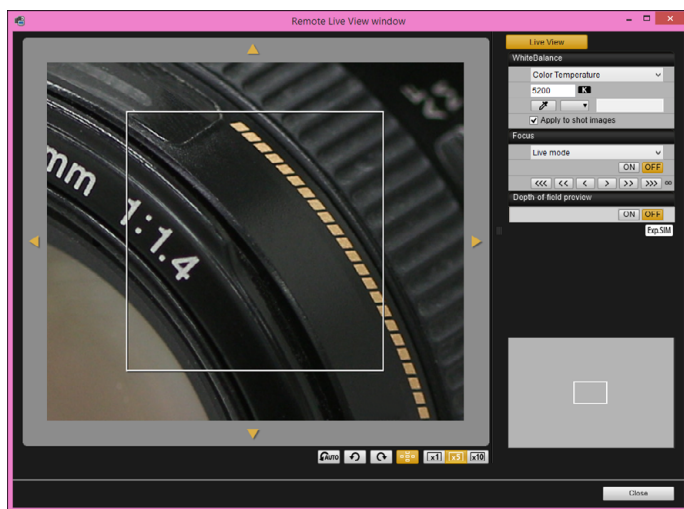 Remote Live View window
Live View
WhiteBalance
Color Temperature
5200 K
Apply to shot images
Focus
Live mode
ON OFF
<<< << < > >> >>> ∞
Depth-of-field preview
ON OFF
Exp.SIM
mm 1:1.4
AF
AUTO x1 x5 x10
Close